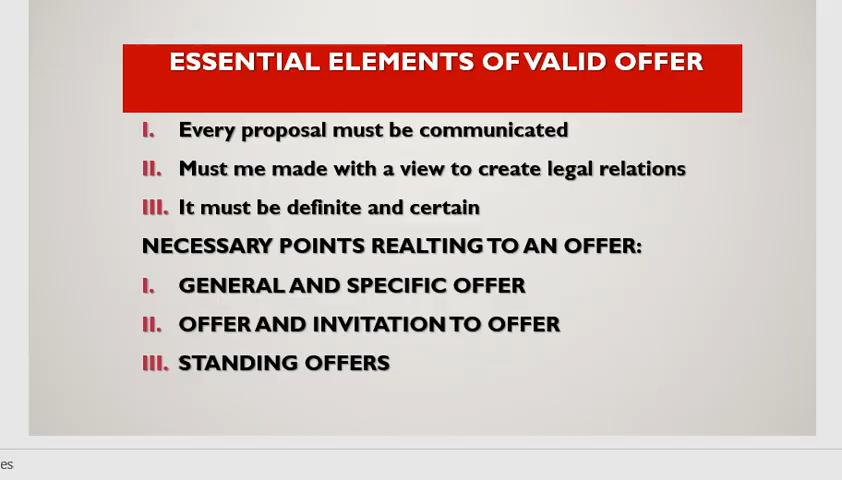 ESSENTIAL ELEMENTS OF VALID OFFER
I. Every proposal must be communicated
II. Must me made with a view to create legal relations
III. It must be definite and certain
NECESSARY POINTS REALTING TO AN OFFER:
I. GENERAL AND SPECIFIC OFFER
II. OFFER AND INVITATION TO OFFER
III. STANDING OFFERS
es